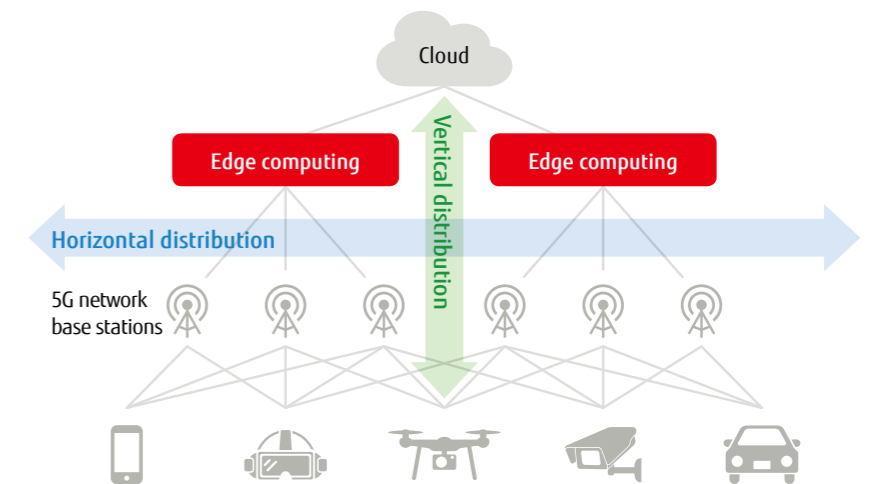 Cloud
Edge computing
Edge computing
Vertical distribution
Horizontal distribution
5G network
base stations